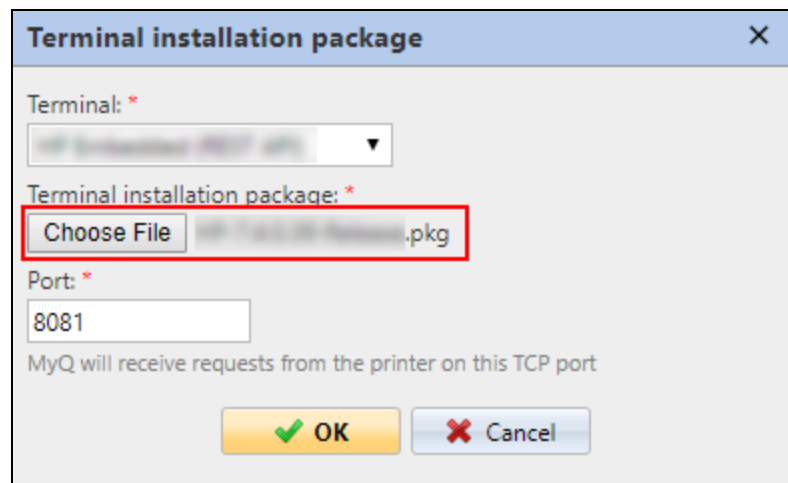 Terminal installation package
Terminal: *
Terminal installation package: *
Choose File .pkg
Port: *
8081
MyQ will receive requests from the printer on this TCP port
OK Cancel